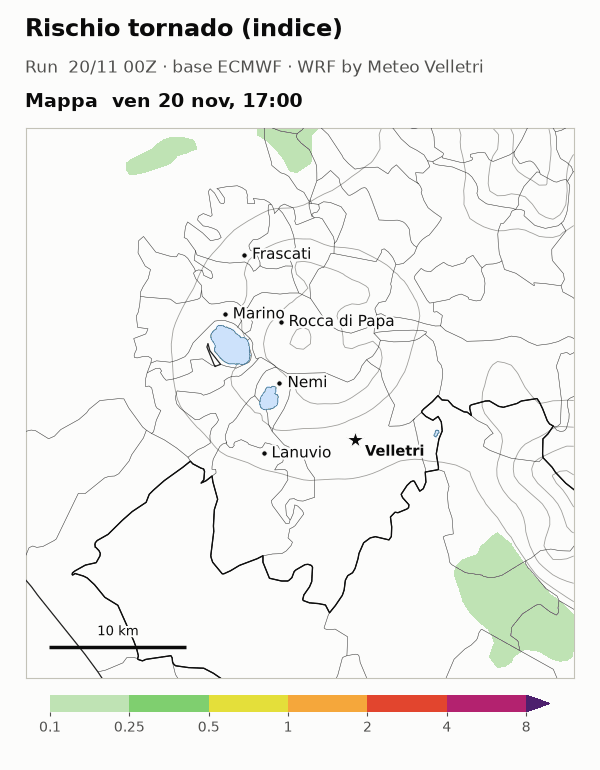 Rischio tornado (indice)
Run  20/11 00Z · base ECMWF · WRF by Meteo Velletri
Mappa  ven 20 nov, 17:00
Frascati
Marino
Rocca di Papa
Nemi
Velletri
Lanuvio
10 km
0.1 0.25 0.5 1 2 4 8